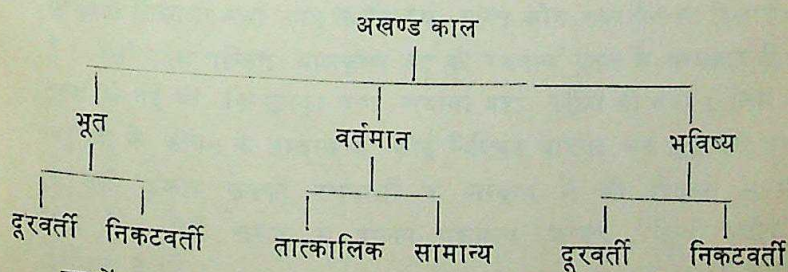 अखण्ड काल
भूत वर्तमान भविष्य
दूरवर्ती निकटवर्ती तात्कालिक सामान्य दूरवर्ती निकटवर्ती